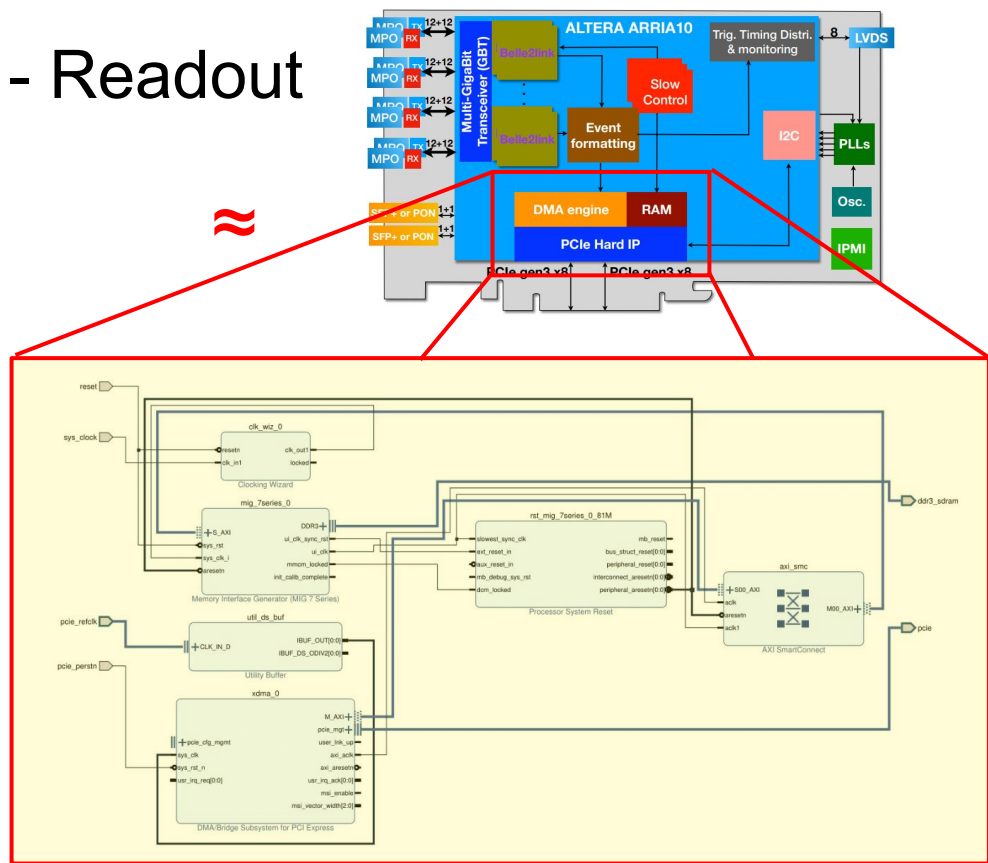 - Readout
≈
ALTERA ARRIA10
MPO TX 12+12
MPO RX
MPO TX 12+12
MPO RX
MPO TX 12+12
MPO RX
MPO TX 12+12
MPO RX
Multi-GigaBit
Transceiver (GBT)
Belle2link
Belle2link
Slow
Control
Event
formatting
Trig. Timing Distri.
& monitoring
8
LVDS
I2C
PLLs
Osc.
IPMI
SFP+ or PON 1+1
SFP+ or PON 1+1
DMA engine
RAM
PCIe Hard IP
PCIe gen3 x8
PCIe gen3 x8
reset
sys_clock
clk_wiz_0
resetn
clk_in1
clk_out1
locked
Clocking Wizard
mig_7series_0
S_AXI
sys_rst
sys_clk_i
aresetn
DDR3
ui_clk_sync_rst
ui_clk
mmcm_locked
init_calib_complete
Memory Interface Generator (MIG 7 Series)
rst_mig_7series_0_81M
slowest_sync_clk
ext_reset_in
aux_reset_in
mb_debug_sys_rst
dcm_locked
mb_reset
bus_struct_reset[0:0]
peripheral_reset[0:0]
interconnect_aresetn[0:0]
peripheral_aresetn[0:0]
Processor System Reset
axi_smc
S00_AXI
aclk
aresetn
aclk1
M00_AXI
AXI SmartConnect
ddr3_sdram
pcie
pcie_refclk
pcie_perstn
util_ds_buf
CLK_IN_D
IBUF_OUT[0:0]
IBUF_DS_ODIV2[0:0]
Utility Buffer
xdma_0
pcie_cfg_mgmt
sys_clk
sys_rst_n
usr_irq_req[0:0]
M_AXI
pcie_mgt
user_lnk_up
axi_aclk
axi_aresetn
usr_irq_ack[0:0]
msi_enable
msi_vector_width[2:0]
DMA/Bridge Subsystem for PCI Express